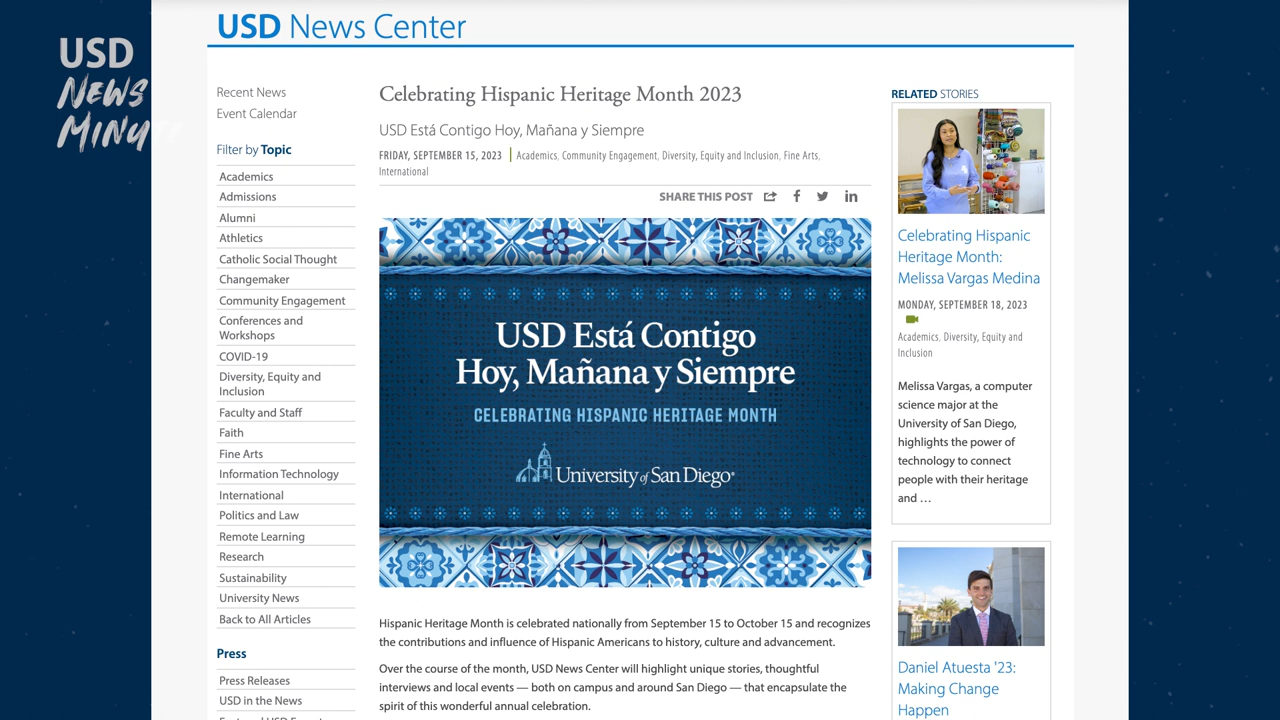 USD News Center
USD
NEWS
MINU
Recent News
Event Calendar
Filter by Topic
Academics
Admissions
Alumni
Athletics
Catholic Social Thought
Changemaker
Community Engagement
Conferences and
Workshops
COVID-19
Diversity, Equity and
Inclusion
Faculty and Staff
Faith
Fine Arts
Information Technology
International
Politics and Law
Remote Learning
Research
Sustainability
University News
Back to All Articles
Press
Press Releases
USD in the News
Celebrating Hispanic Heritage Month 2023
USD Está Contigo Hoy, Mañana y Siempre
FRIDAY, SEPTEMBER 15, 2023 | Academics, Community Engagement, Diversity, Equity and Inclusion, Fine Arts,
International
SHARE THIS POST
USD Está Contigo
Hoy, Mañana y Siempre
CELEBRATING HISPANIC HERITAGE MONTH
University of San Diego®
Hispanic Heritage Month is celebrated nationally from September 15 to October 15 and recognizes
the contributions and influence of Hispanic Americans to history, culture and advancement.
Over the course of the month, USD News Center will highlight unique stories, thoughtful
interviews and local events — both on campus and around San Diego — that encapsulate the
spirit of this wonderful annual celebration.
RELATED STORIES
Celebrating Hispanic
Heritage Month:
Melissa Vargas Medina
MONDAY, SEPTEMBER 18, 2023
Academics, Diversity, Equity and
Inclusion
Melissa Vargas, a computer
science major at the
University of San Diego,
highlights the power of
technology to connect
people with their heritage
and …
Daniel Atuesta '23:
Making Change
Happen